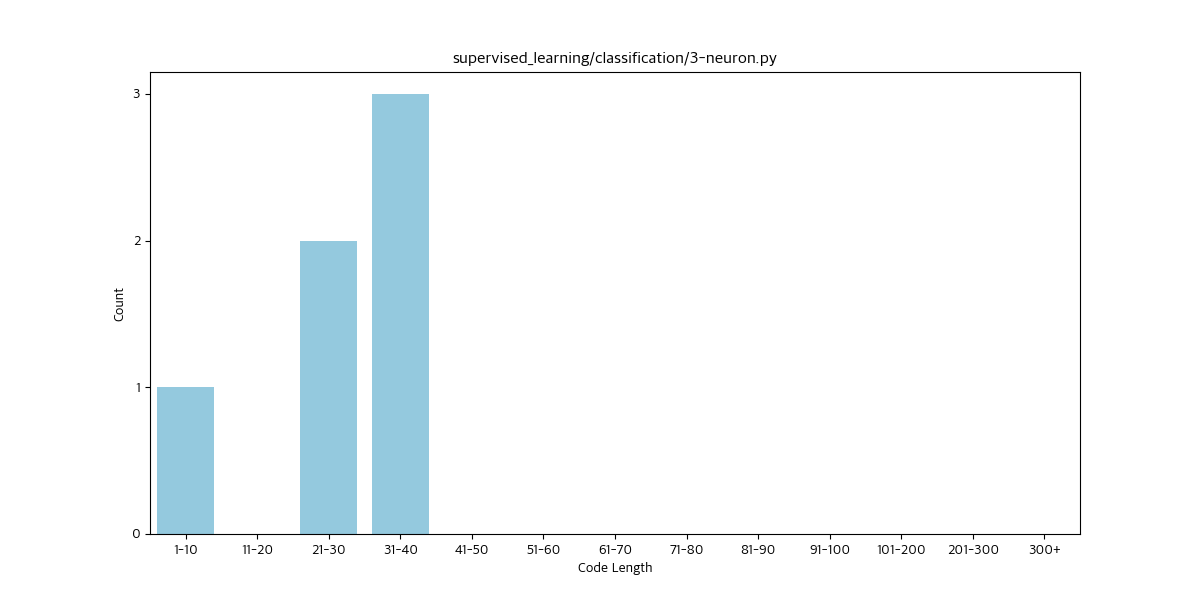 supervised_learning/classification/3-neuron.py
3
2
1
0
Count
1-10 11-20 21-30 31-40 41-50 51-60 61-70 71-80 81-90 91-100 101-200 201-300 300+
Code Length